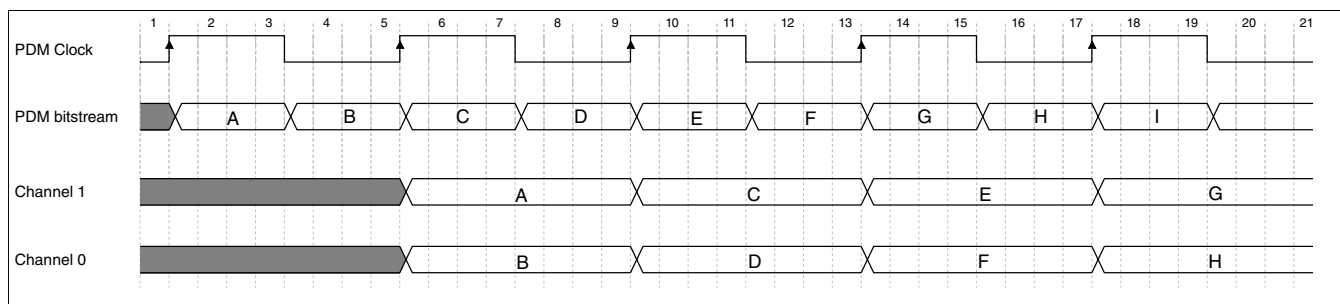 1 2 3 4 5 6 7 8 9 10 11 12 13 14 15 16 17 18 19 20 21
PDM Clock
PDM bitstream A B C D E F G H I
Channel 1 A C E G
Channel 0 B D F H